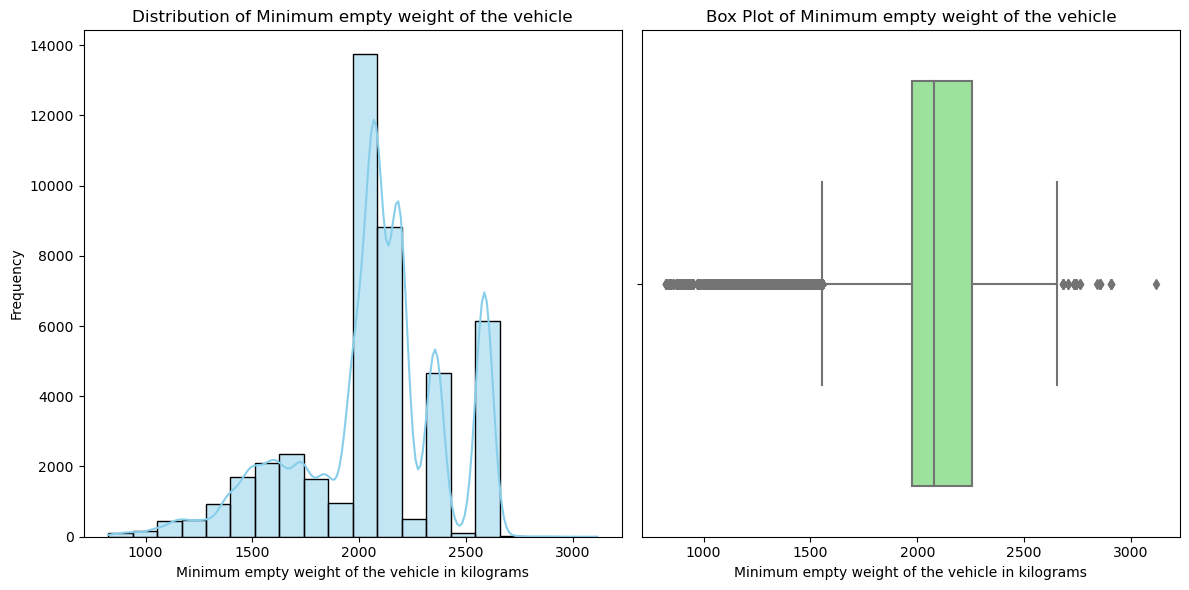 Distribution of Minimum empty weight of the vehicle
14000
12000
10000
8000
6000
4000
2000
0
Frequency
1000 1500 2000 2500 3000
Minimum empty weight of the vehicle in kilograms
Box Plot of Minimum empty weight of the vehicle
1000 1500 2000 2500 3000
Minimum empty weight of the vehicle in kilograms